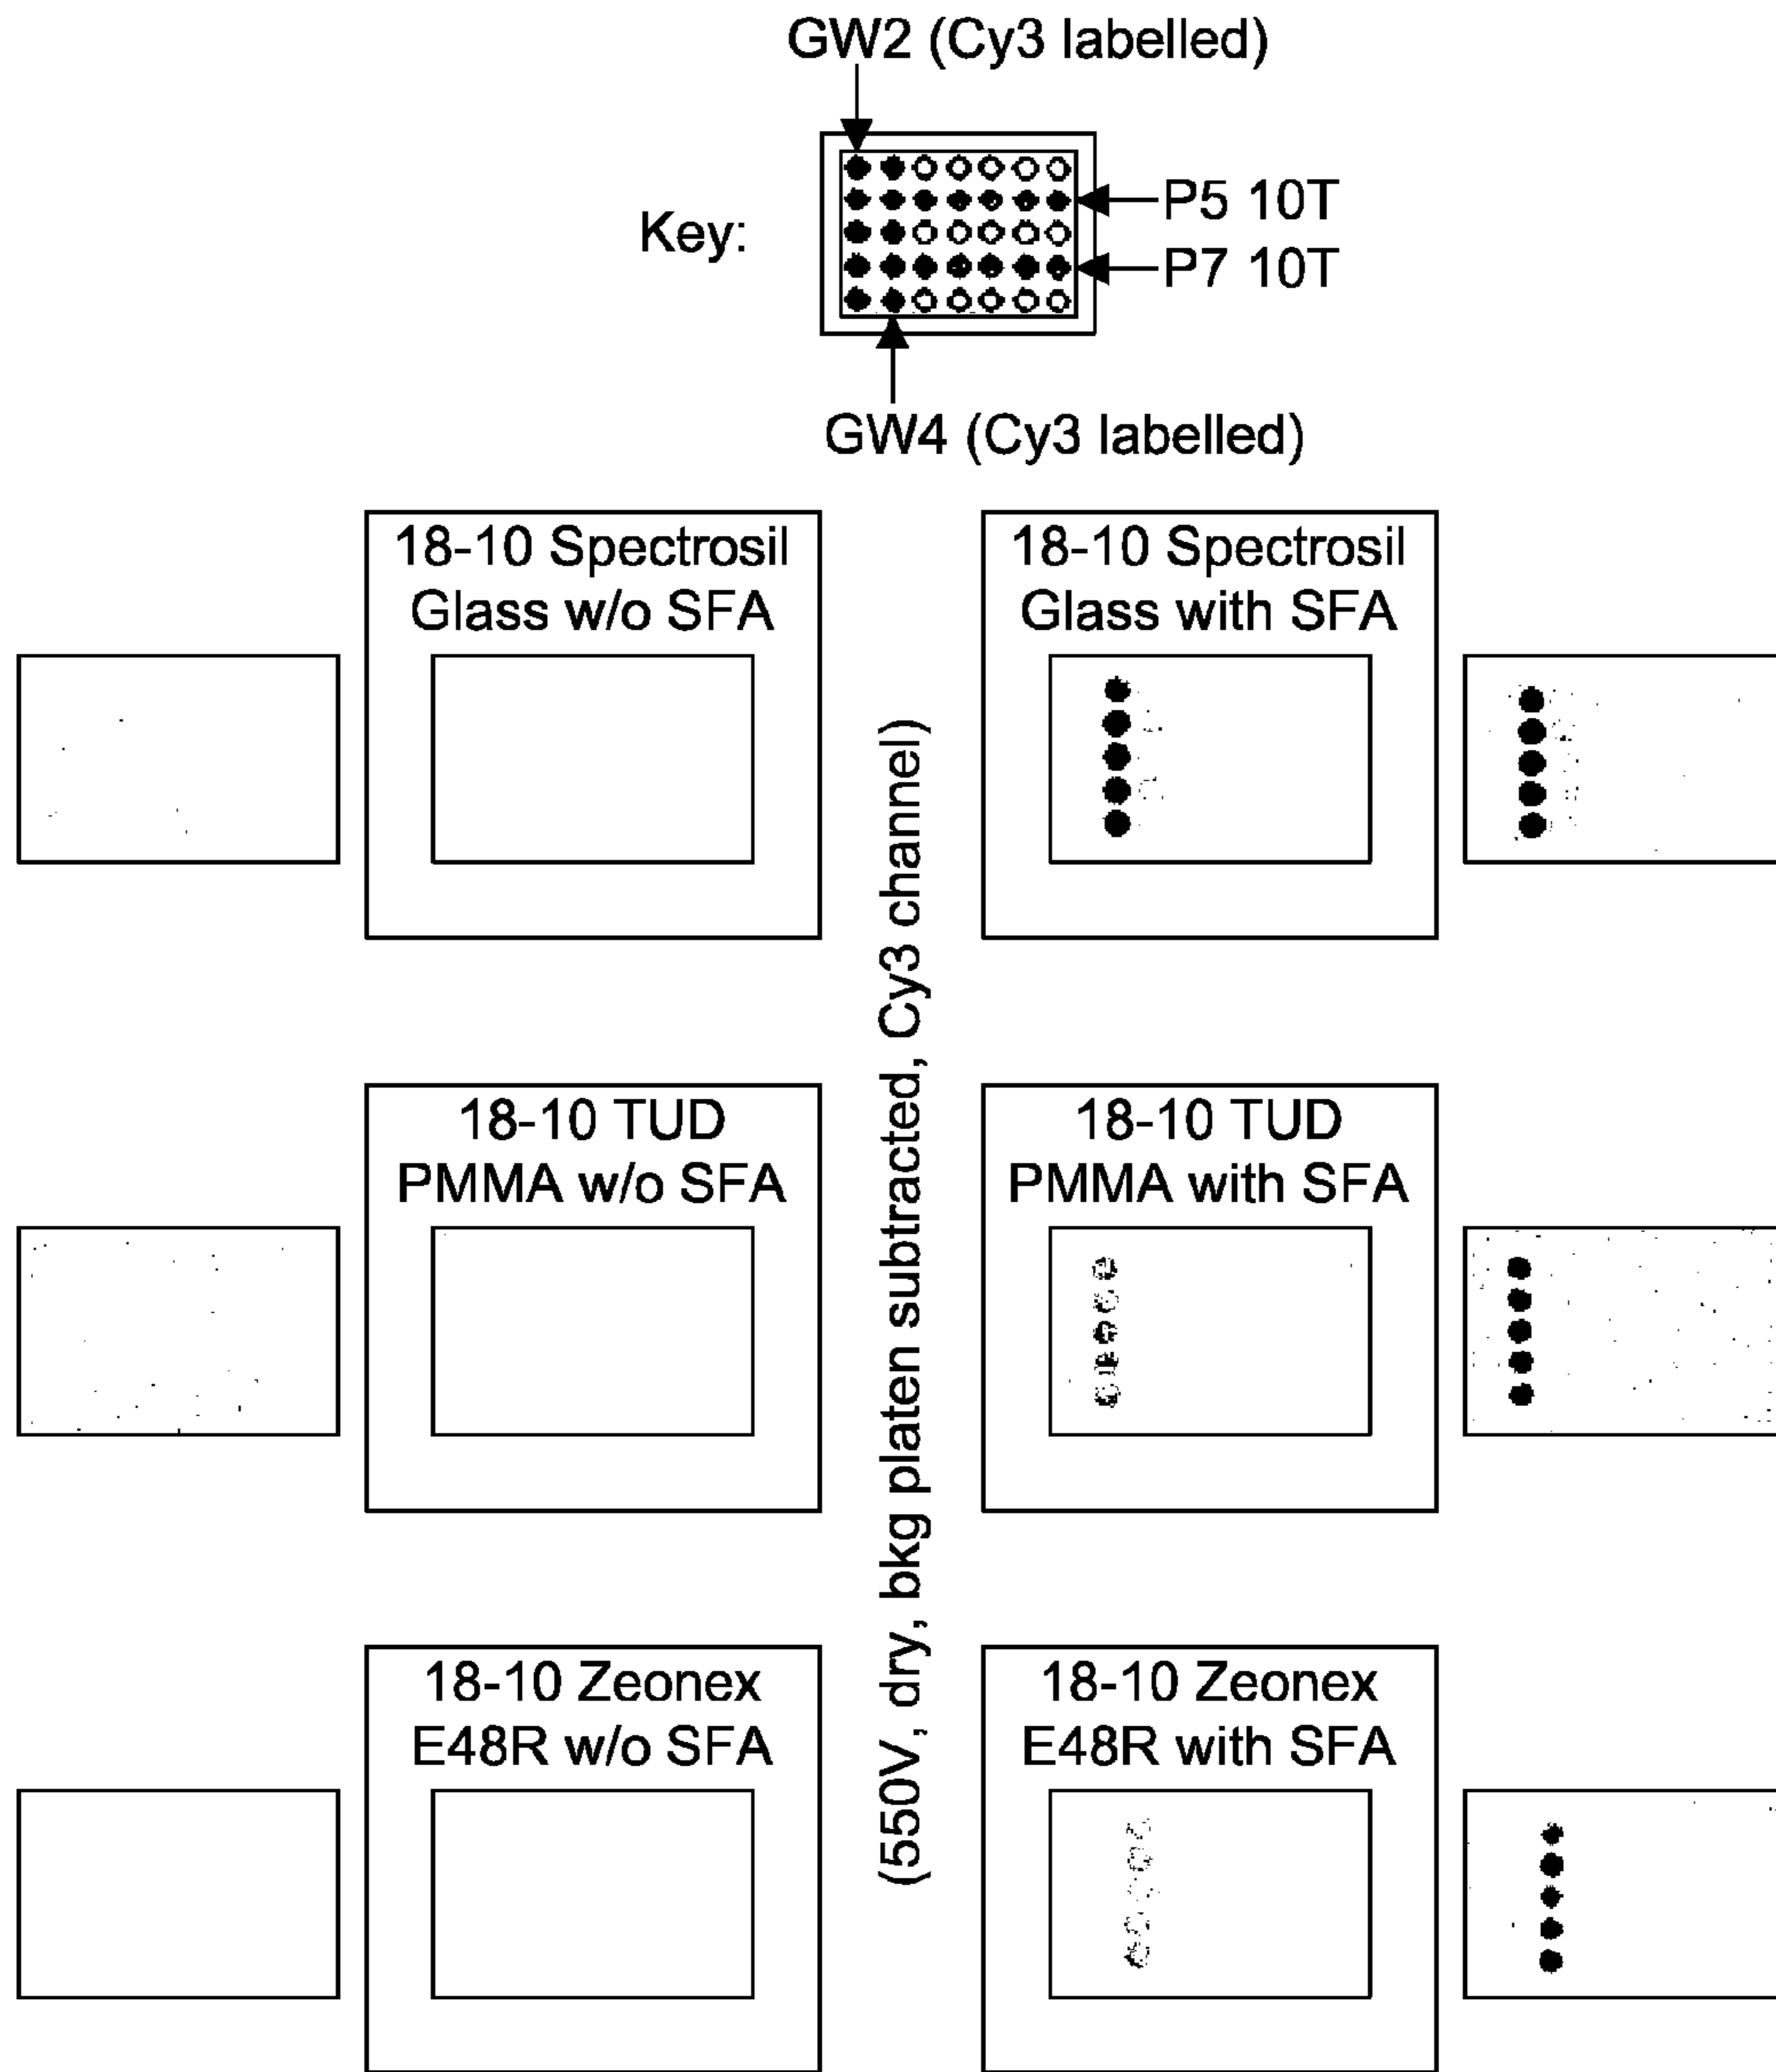 GW2 (Cy3 labelled)
Key:
P5 10T
P7 10T
GW4 (Cy3 labelled)
18-10 Spectrosil
Glass w/o SFA
18-10 Spectrosil
Glass with SFA
(550V, dry, bkg platen subtracted, Cy3 channel)
18-10 TUD
PMMA w/o SFA
18-10 TUD
PMMA with SFA
18-10 Zeonex
E48R w/o SFA
18-10 Zeonex
E48R with SFA